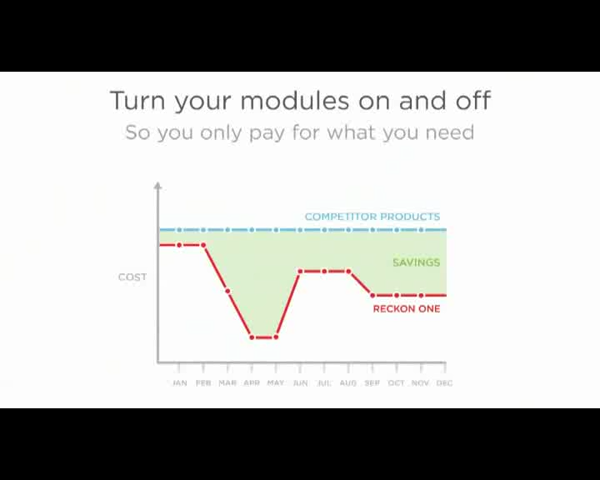 Turn your modules on and off
So you only pay for what you need
COMPETITOR PRODUCTS
SAVINGS
COST
RECKON ONE
JAN FEB MAR APR MAY JUN JUL AUG SEP OCT NOV DEC